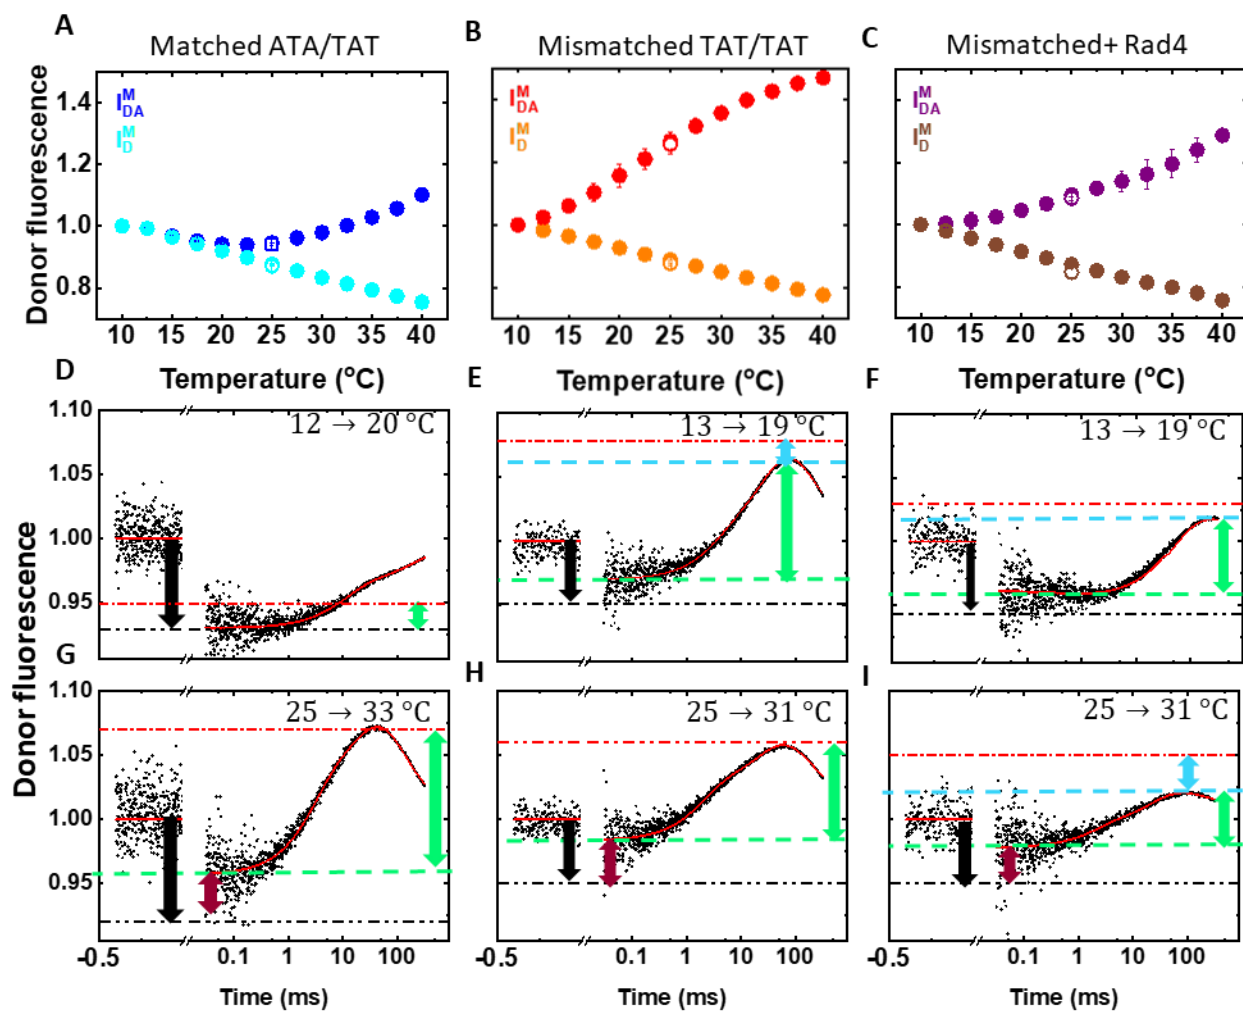 A Matched ATA/TAT
B Mismatched TAT/TAT
C Mismatched+ Rad4
Donor fluorescence
1.4
1.2
1.0
0.8
I^M_DA
I^M_D
I^M_DA
I^M_D
I^M_DA
I^M_D
10 15 20 25 30 35 40
10 15 20 25 30 35 40
10 15 20 25 30 35 40
Temperature (°C)
Temperature (°C)
Temperature (°C)
D
12 → 20 °C
E
13 → 19 °C
F
13 → 19 °C
1.10
1.05
1.00
0.95
Donor fluorescence
G
25 → 33 °C
H
25 → 31 °C
I
25 → 31 °C
1.10
1.05
1.00
0.95
-0.5 0.1 1 10 100
-0.5 0.1 1 10 100
-0.5 0.1 1 10 100
Time (ms)
Time (ms)
Time (ms)